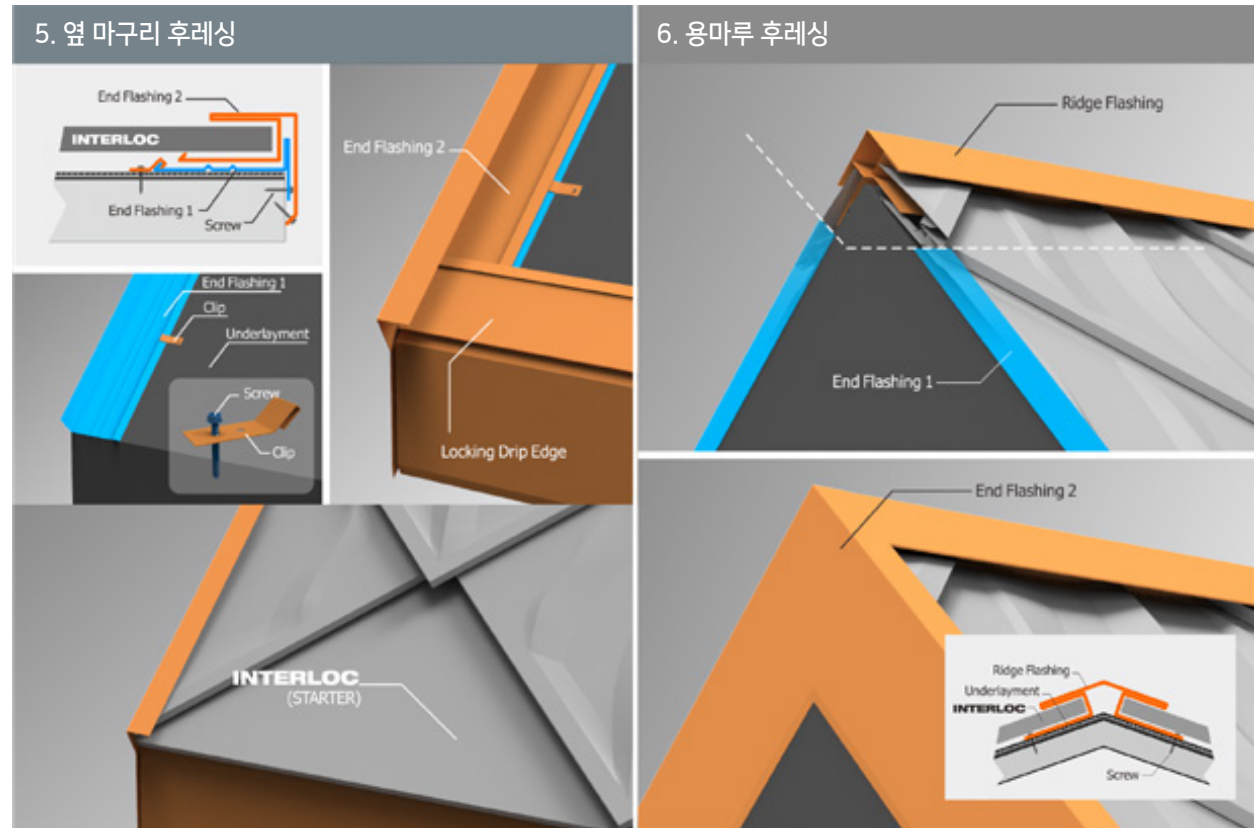 5. 옆 마구리 후레싱
End Flashing 2
INTERLOC
End Flashing 1
Screw
End Flashing 1
Clip
Underlayment
Screw
Clip
End Flashing 2
Locking Drip Edge
INTERLOC
(STARTER)
6. 용마루 후레싱
Ridge Flashing
End Flashing 1
End Flashing 2
Ridge Flashing
Underlayment
INTERLOC
Screw